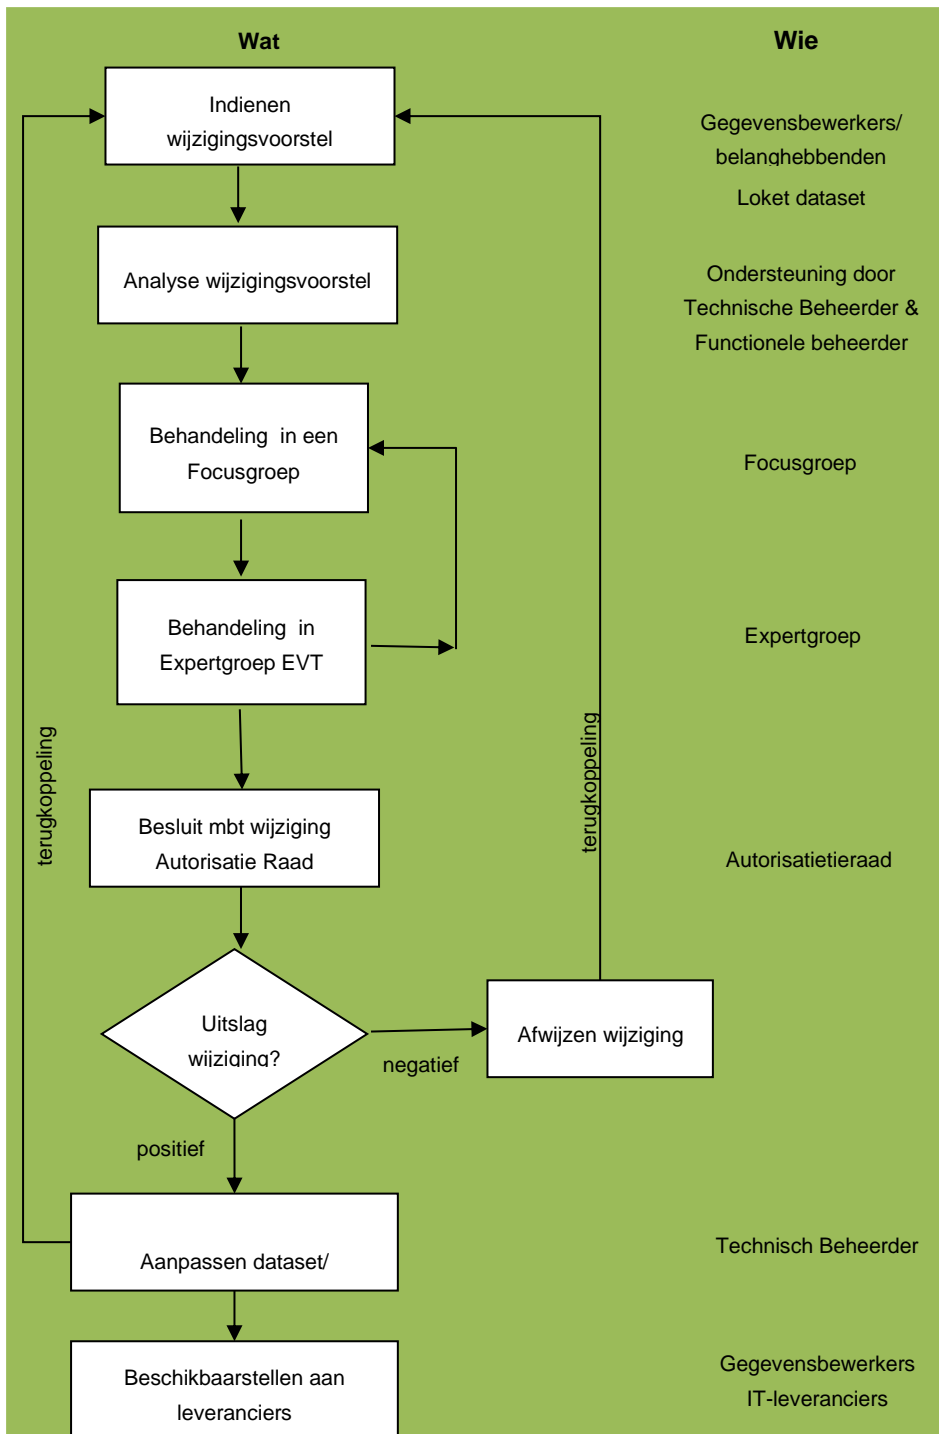 Wat
Wie
Indienen
wijzigingsvoorstel
Gegevensbewerkers/
belanghebbenden
Loket dataset
Analyse wijzigingsvoorstel
Ondersteuning door
Technische Beheerder &
Functionele beheerder
Behandeling in een
Focusgroep
Focusgroep
Behandeling in
Expertgroep EVT
Expertgroep
terugkoppeling
terugkoppeling
Besluit mbt wijziging
Autorisatie Raad
Autorisatietieraad
Uitslag
wijziging?
negatief
Afwijzen wijziging
positief
Aanpassen dataset/
Technisch Beheerder
Beschikbaarstellen aan
leveranciers
Gegevensbewerkers
IT-leveranciers